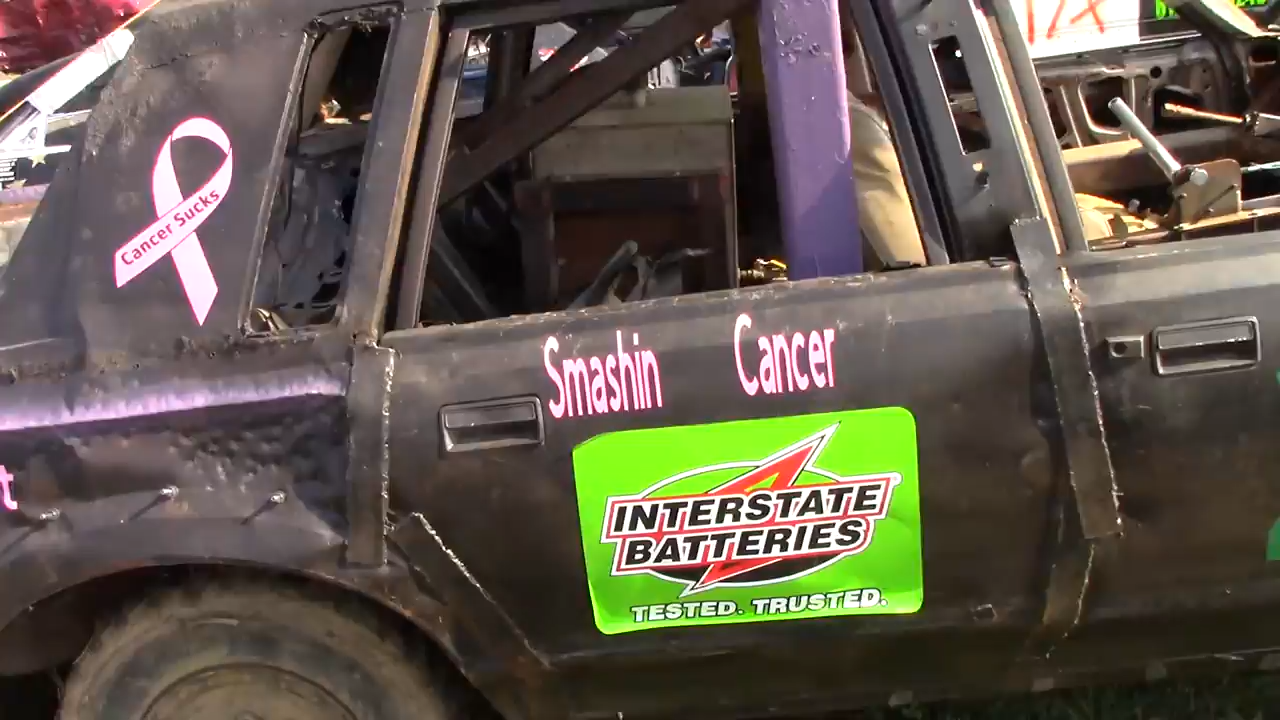 Cancer Sucks
Smashin Cancer
INTERSTATE
BATTERIES
TESTED. TRUSTED.